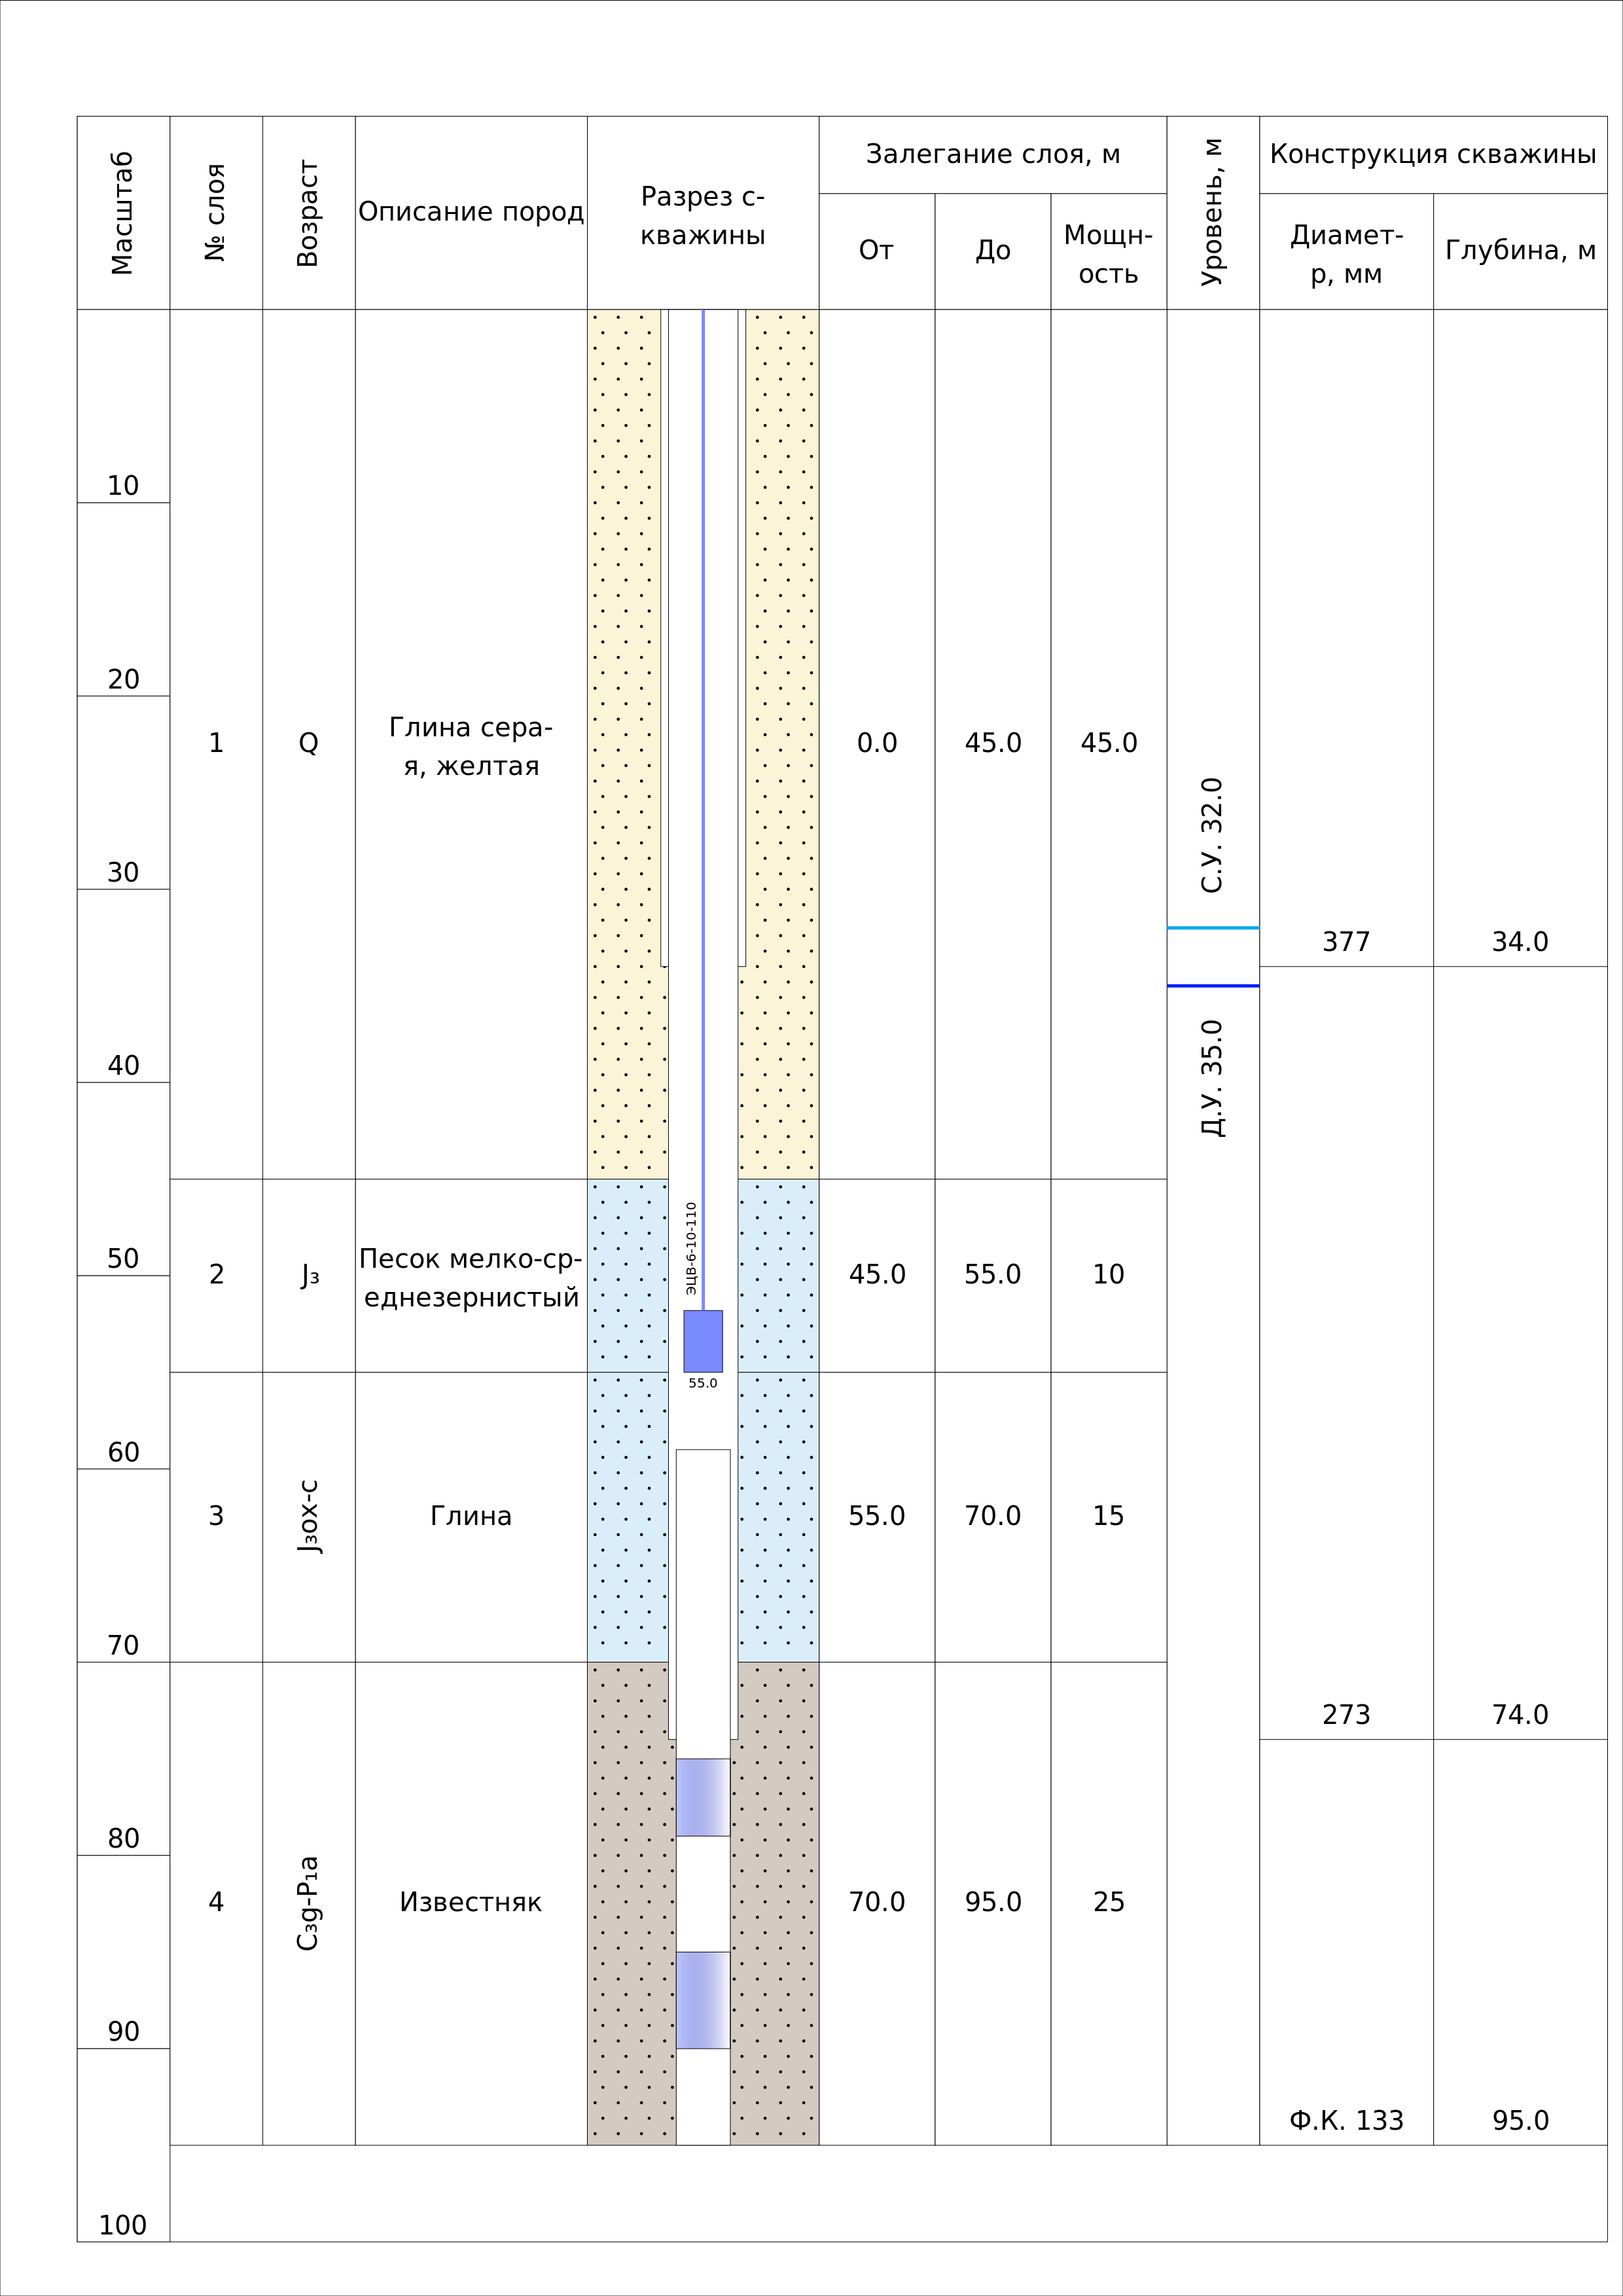 Масштаб
№ слоя
Возраст
Описание пород
Разрез с-
кважины
Залегание слоя, м
От
До
Мощн-
ость
Уровень, м
Конструкция скважины
Диамет-
р, мм
Глубина, м
10
20
30
40
50
60
70
80
90
100
1
Q
Глина сера-
я, желтая
0.0
45.0
45.0
С.У. 32.0
Д.У. 35.0
377
34.0
2
J₃
Песок мелко-ср-
еднезернистый
ЭЦВ-6-10-110
55.0
45.0
55.0
10
3
J₃ox-c
Глина
55.0
70.0
15
273
74.0
4
C₃g-P₁a
Известняк
70.0
95.0
25
Ф.К. 133
95.0